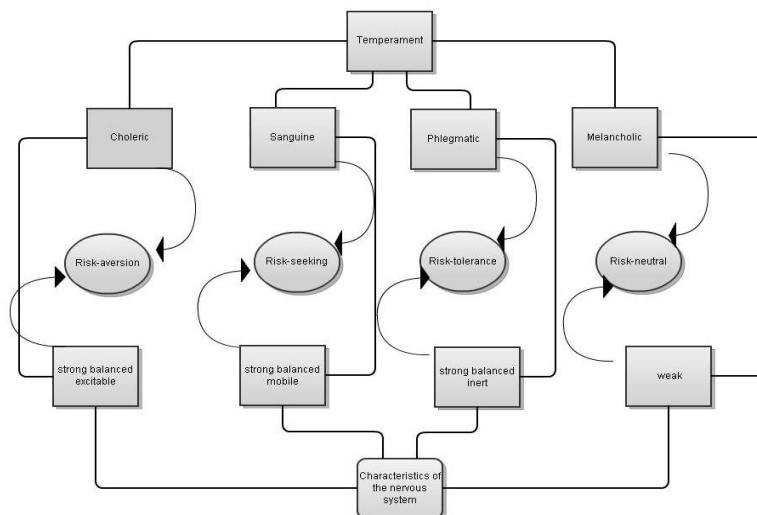 Temperament
Choleric
Sanguine
Phlegmatic
Melancholic
Risk-aversion
Risk-seeking
Risk-tolerance
Risk-neutral
strong balanced
excitable
strong balanced
mobile
strong balanced
inert
weak
Characteristics of
the nervous
system